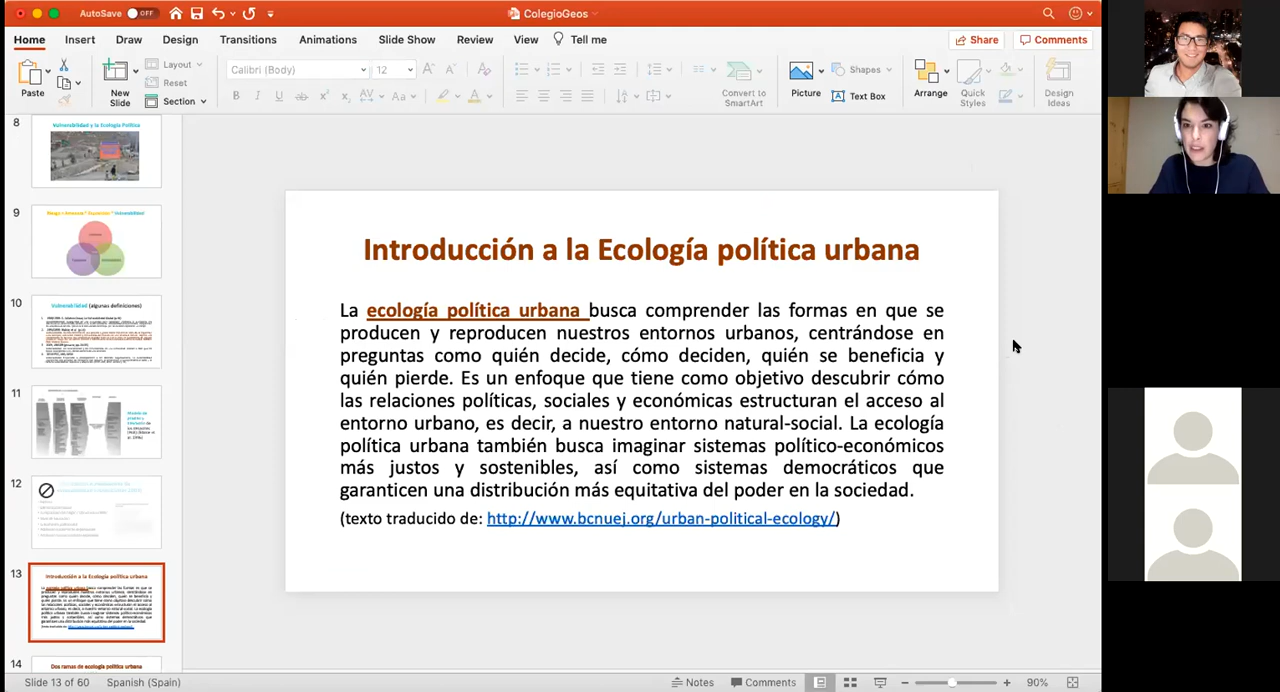 AutoSave OFF
ColegioGeos
Home Insert Draw Design Transitions Animations Slide Show Review View Tell me Share Comments
Paste
New Slide
Layout
Reset
Section
Calibri (Body) 12
Convert to SmartArt
Picture
Shapes
Text Box
Arrange
Quick Styles
Design Ideas
8
Vulnerabilidad y la Ecología Política
9
10
Vulnerabilidad (algunas definiciones)
11
12
13
Introducción a la Ecología política urbana
14
Dos ramas de ecología política urbana
Introducción a la Ecología política urbana
La ecología política urbana busca comprender las formas en que se
producen y reproducen nuestros entornos urbanos, centrándose en
preguntas como quién decide, cómo deciden, quién se beneficia y
quién pierde. Es un enfoque que tiene como objetivo descubrir cómo
las relaciones políticas, sociales y económicas estructuran el acceso al
entorno urbano, es decir, a nuestro entorno natural-social. La ecología
política urbana también busca imaginar sistemas político-económicos
más justos y sostenibles, así como sistemas democráticos que
garanticen una distribución más equitativa del poder en la sociedad.
(texto traducido de: http://www.bcnuej.org/urban-political-ecology/)
Slide 13 of 60 Spanish (Spain) Notes Comments 90%